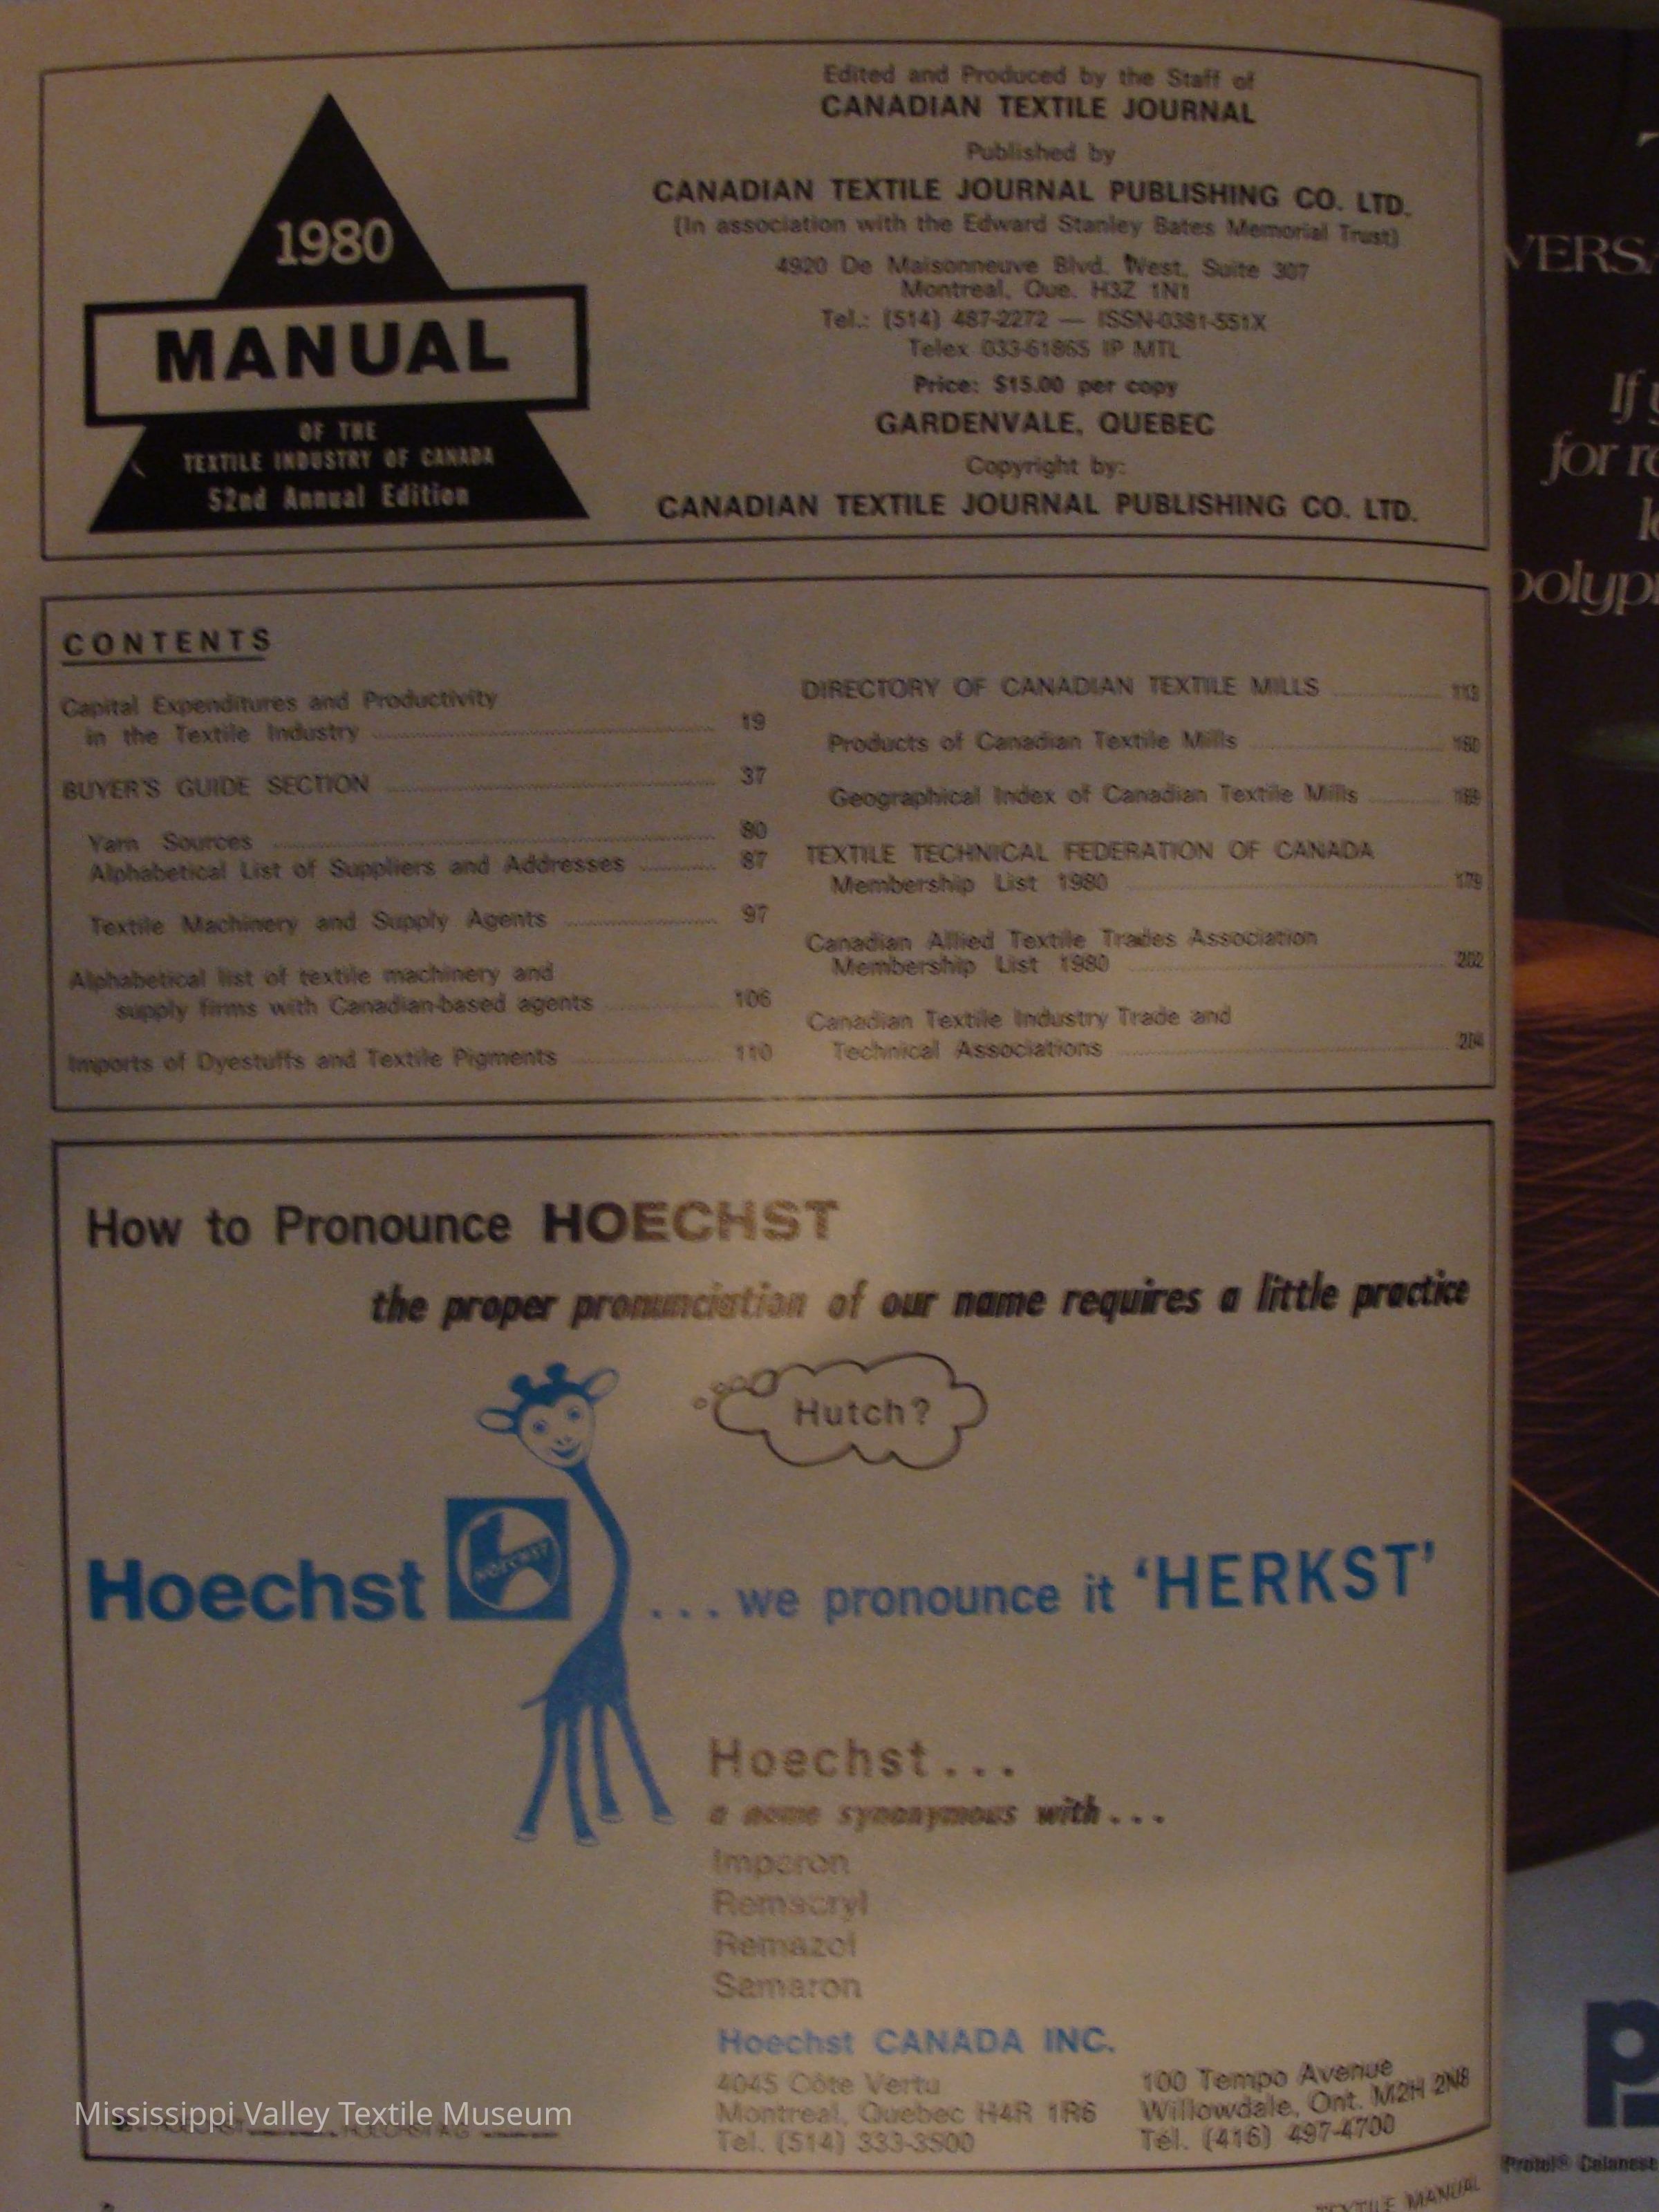 1980
MANUAL
OF THE
TEXTILE INDUSTRY OF CANADA
52nd Annual Edition
Edited and Produced by the Staff of
CANADIAN TEXTILE JOURNAL
Published by
CANADIAN TEXTILE JOURNAL PUBLISHING CO. LTD.
(In association with the Edward Stanley Bates Memorial Trust)
4920 De Maisonneuve Blvd. West, Suite 307
Montreal, Que. H3Z 1N1
Tel.: (514) 487-2272 — ISSN-0381-551X
Telex 033-61865 IP MTL
Price: $15.00 per copy
GARDENVALE, QUEBEC
Copyright by:
CANADIAN TEXTILE JOURNAL PUBLISHING CO. LTD.
CONTENTS
Capital Expenditures and Productivity
in the Textile Industry 19
BUYER'S GUIDE SECTION 37
Yarn Sources 80
Alphabetical List of Suppliers and Addresses 87
Textile Machinery and Supply Agents 97
Alphabetical list of textile machinery and
supply firms with Canadian-based agents 106
Imports of Dyestuffs and Textile Pigments 110
DIRECTORY OF CANADIAN TEXTILE MILLS 113
Products of Canadian Textile Mills 160
Geographical Index of Canadian Textile Mills
TEXTILE TECHNICAL FEDERATION OF CANADA
Membership List 1980 179
Canadian Allied Textile Trades Association
Membership List 1980 202
Canadian Textile Industry Trade and
Technical Associations 204
How to Pronounce HOECHST
the proper pronunciation of our name requires a little practice
Hutch?
Hoechst
HOECHST
...we pronounce it 'HERKST'
Hoechst...
a name synonymous with...
Imperon
Remacryl
Remazol
Samaron
Hoechst CANADA INC.
4045 Côte Vertu
Montreal, Quebec H4R 1R6
Tel. (514) 333-3500
100 Tempo Avenue
Willowdale, Ont. M2H 2N8
Tél. (416) 497-4700
Mississippi Valley Textile Museum
TEXTILE MANUAL
VERSA
If y
for re
polyp
Celanese